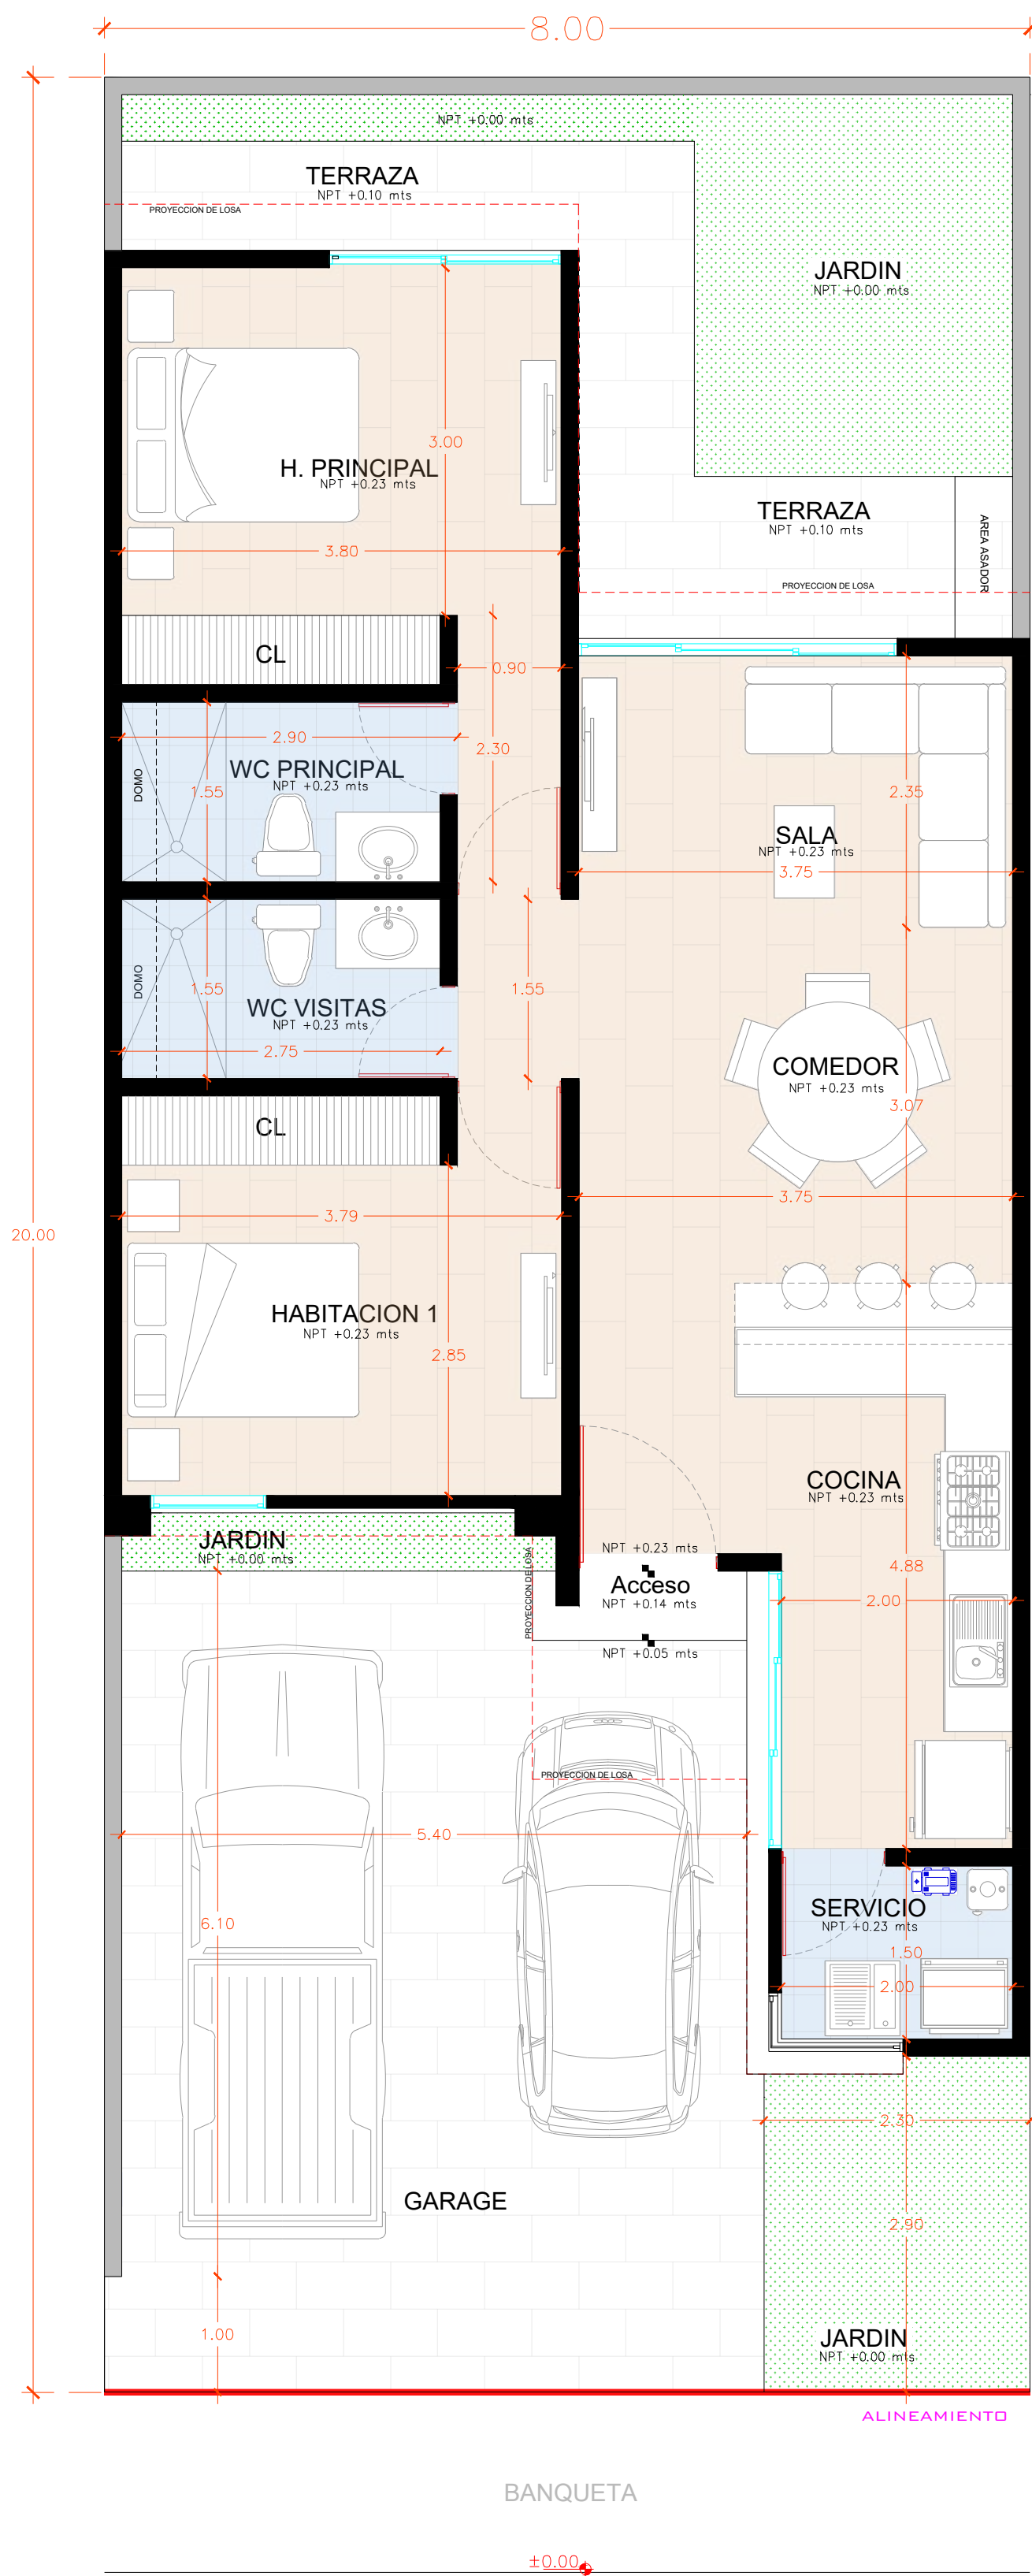 8.00
NPT +0.00 mts
TERRAZA
NPT +0.10 mts
PROYECCION DE LOSA
JARDIN
NPT +0.00 mts
3.00
H. PRINCIPAL
NPT +0.23 mts
TERRAZA
NPT +0.10 mts
AREA ASADOR
3.80
PROYECCION DE LOSA
CL
0.90
2.90
2.30
WC PRINCIPAL
NPT +0.23 mts
DOMO
1.55
2.35
SALA
NPT +0.23 mts
3.75
DOMO
1.55
1.55
WC VISITAS
NPT +0.23 mts
2.75
COMEDOR
NPT +0.23 mts
3.07
CL
3.75
3.79
20.00
HABITACION 1
NPT +0.23 mts
2.85
COCINA
NPT +0.23 mts
JARDIN
NPT +0.00 mts
NPT +0.23 mts
PROYECCION DE LOSA
4.88
Acceso
NPT +0.14 mts
2.00
NPT +0.05 mts
PROYECCION DE LOSA
5.40
SERVICIO
NPT +0.23 mts
6.10
1.50
2.00
2.30
GARAGE
2.90
1.00
JARDIN
NPT +0.00 mts
ALINEAMIENTO
BANQUETA
±0.00